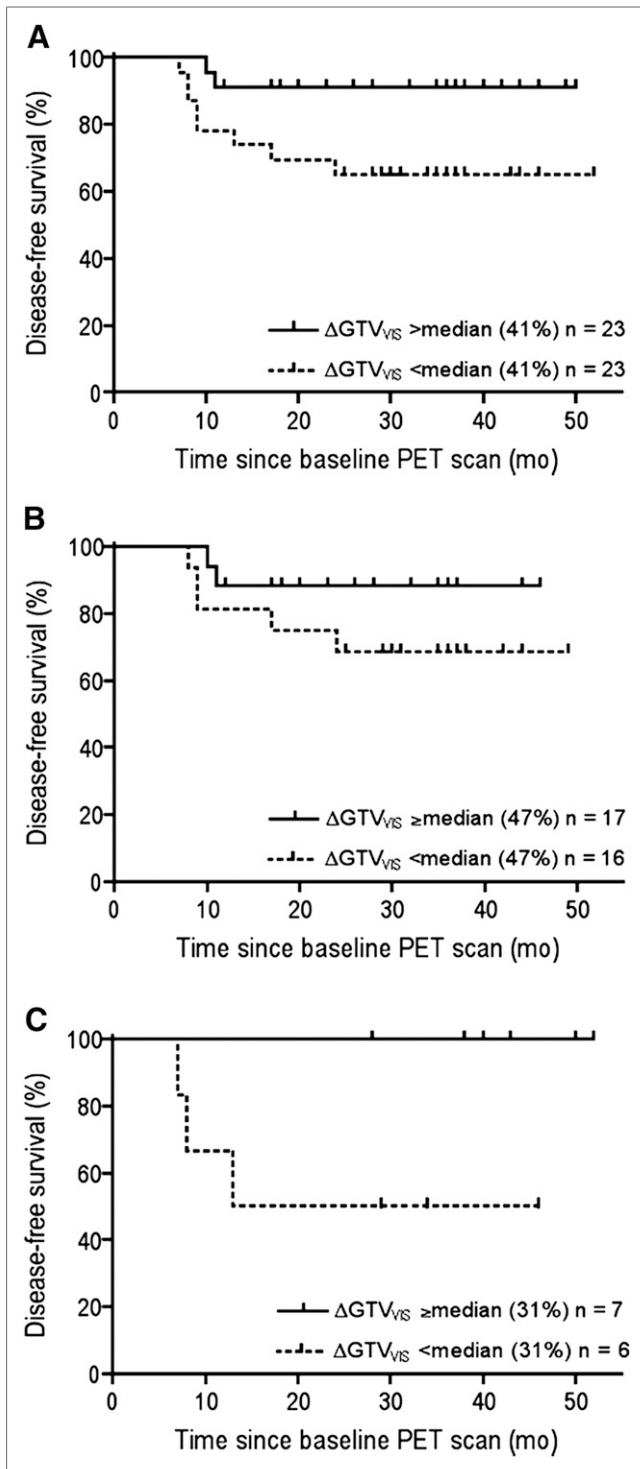 A
Disease-free survival (%)
100
80
60
40
20
0
ΔGTVVIS >median (41%) n = 23
ΔGTVVIS <median (41%) n = 23
0 10 20 30 40 50
Time since baseline PET scan (mo)
B
Disease-free survival (%)
100
80
60
40
20
0
ΔGTVVIS ≥median (47%) n = 17
ΔGTVVIS <median (47%) n = 16
0 10 20 30 40 50
Time since baseline PET scan (mo)
C
Disease-free survival (%)
100
80
60
40
20
0
ΔGTVVIS ≥median (31%) n = 7
ΔGTVVIS <median (31%) n = 6
0 10 20 30 40 50
Time since baseline PET scan (mo)